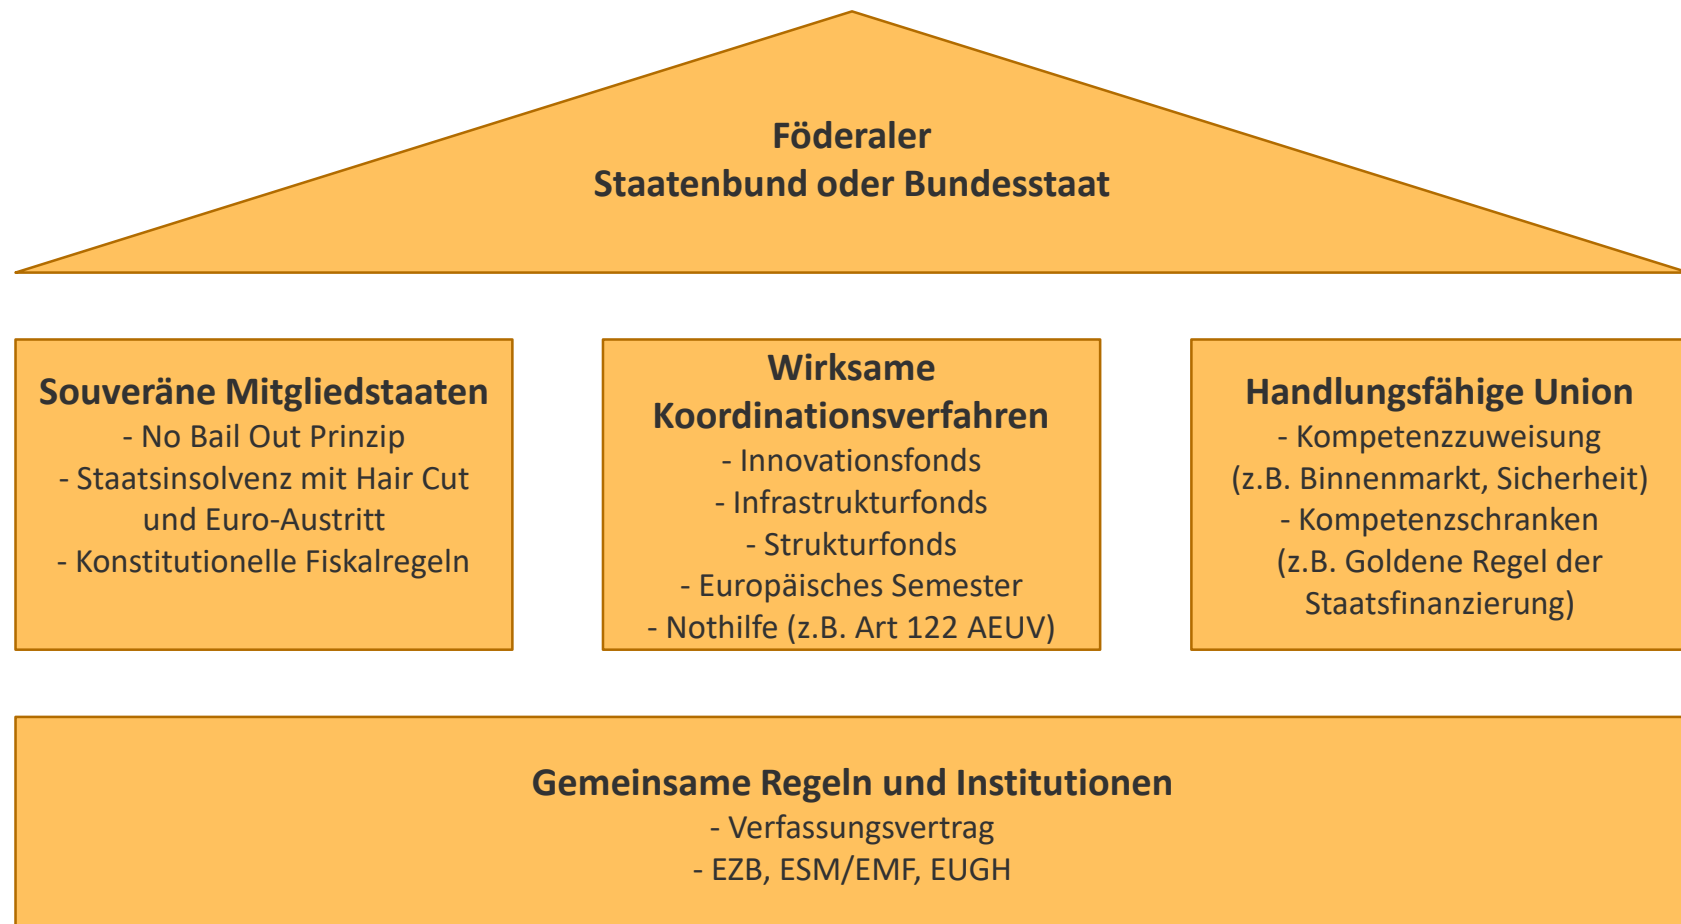 Föderaler
Staatenbund oder Bundesstaat
Souveräne Mitgliedstaaten
- No Bail Out Prinzip
- Staatsinsolvenz mit Hair Cut
und Euro-Austritt
- Konstitutionelle Fiskalregeln
Wirksame
Koordinationsverfahren
- Innovationsfonds
- Infrastrukturfonds
- Strukturfonds
- Europäisches Semester
- Nothilfe (z.B. Art 122 AEUV)
Handlungsfähige Union
- Kompetenzzuweisung
(z.B. Binnenmarkt, Sicherheit)
- Kompetenzschranken
(z.B. Goldene Regel der
Staatsfinanzierung)
Gemeinsame Regeln und Institutionen
- Verfassungsvertrag
- EZB, ESM/EMF, EUGH